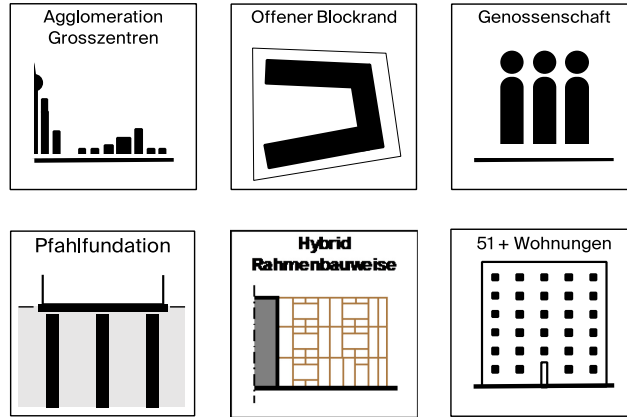 Agglomeration
Grosszentren
Offener Blockrand
Genossenschaft
Pfahlfundation
Hybrid
Rahmenbauweise
51 + Wohnungen